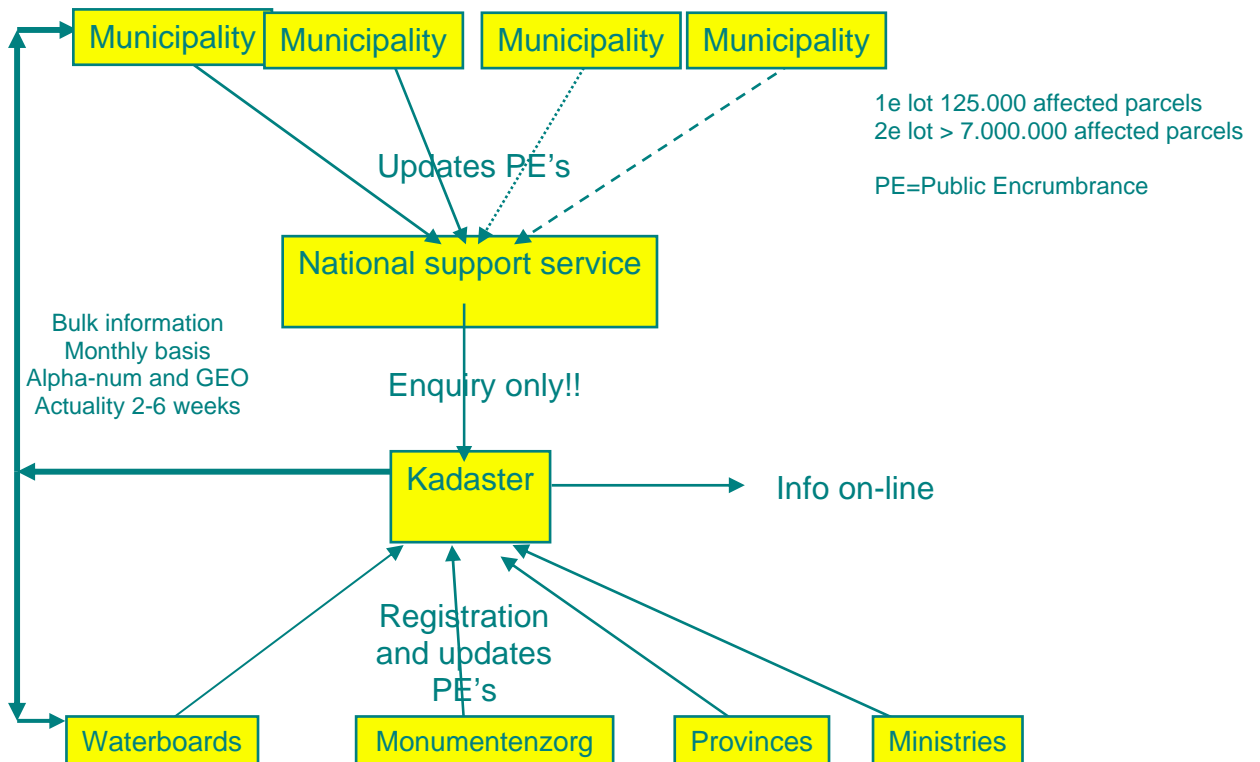 Municipality
Municipality
Municipality
Municipality
1e lot 125.000 affected parcels
2e lot > 7.000.000 affected parcels
PE=Public Encrumbrance
Updates PE’s
National support service
Bulk information
Monthly basis
Alpha-num and GEO
Actuality 2-6 weeks
Enquiry only!!
Kadaster
Info on-line
Registration
and updates
PE’s
Waterboards
Monumentenzorg
Provinces
Ministries